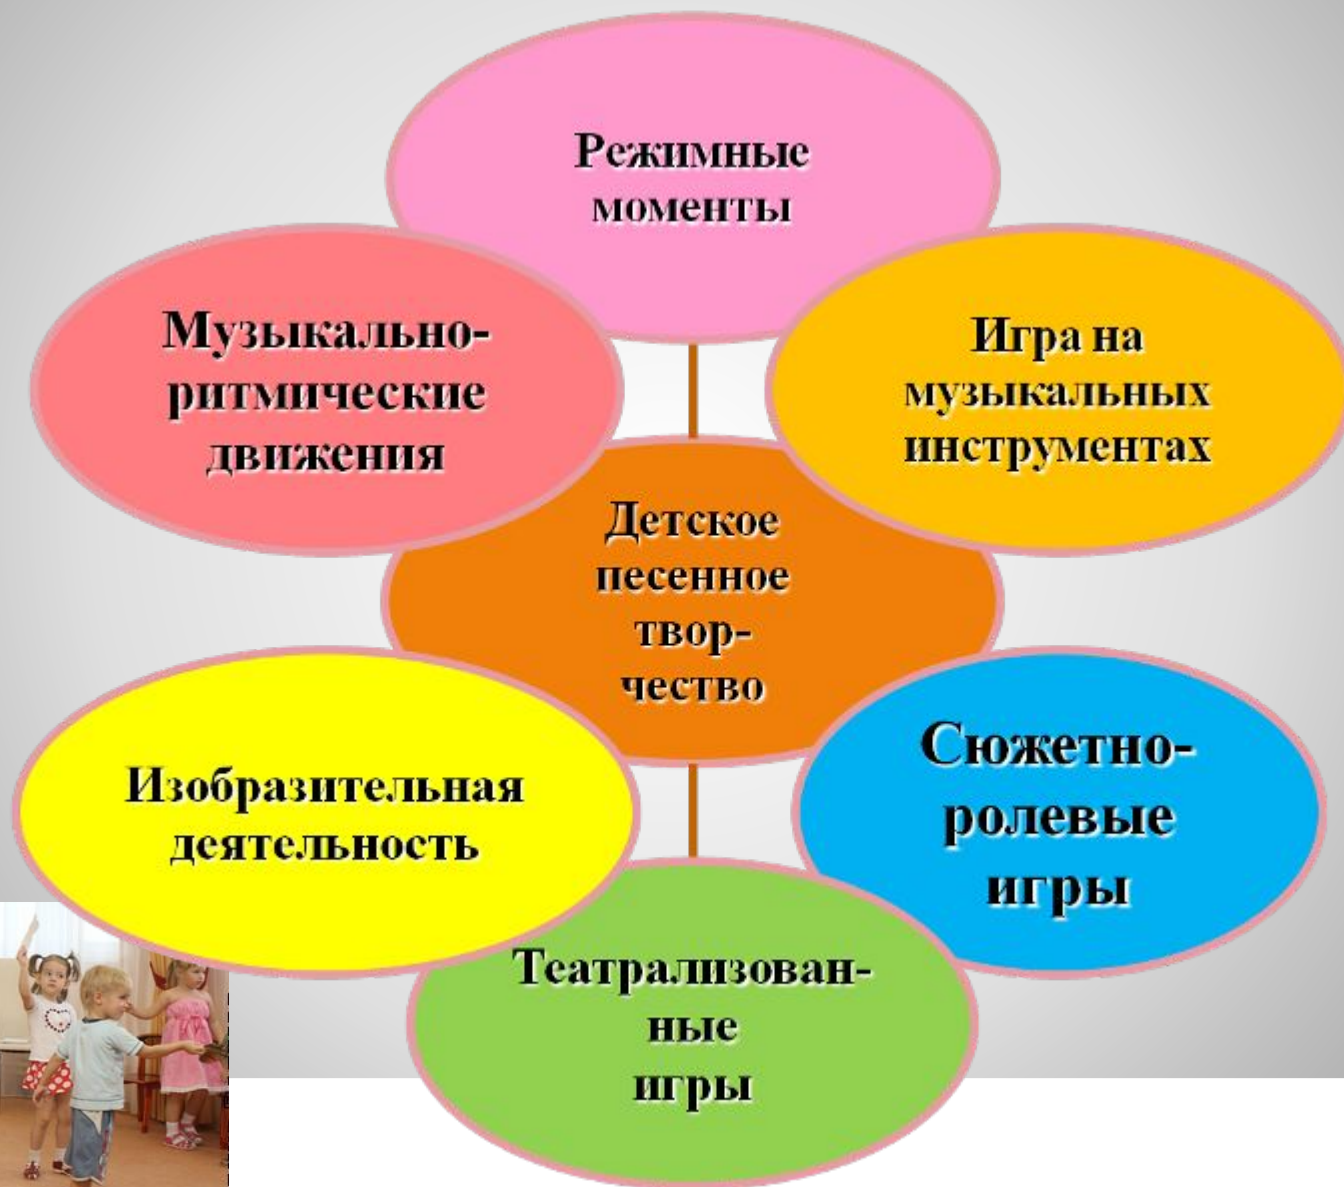 Режимные
моменты
Музыкально-
ритмические
движения
Игра на
музыкальных
инструментах
Детское
песенное
твор-
чество
Изобразительная
деятельность
Сюжетно-
ролевые
игры
Театрализован-
ные
игры